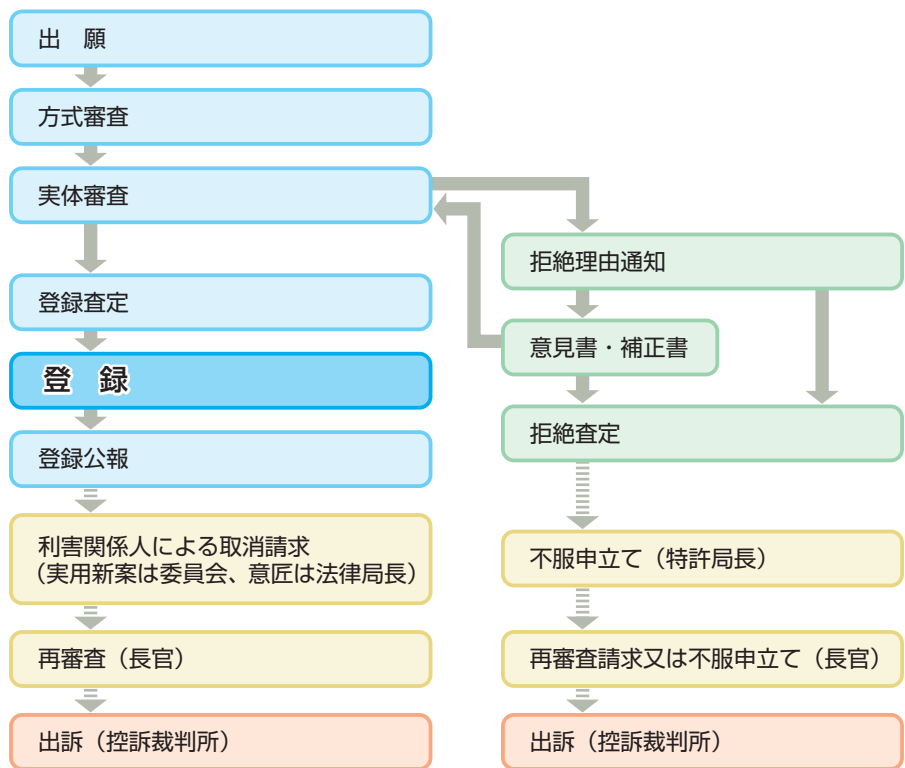 出　願
方式審査
実体審査
登録査定
登　録
登録公報
利害関係人による取消請求
（実用新案は委員会、意匠は法律局長）
再審査（長官）
出訴（控訴裁判所）
拒絶理由通知
意見書・補正書
拒絶査定
不服申立て（特許局長）
再審査請求又は不服申立て（長官）
出訴（控訴裁判所）